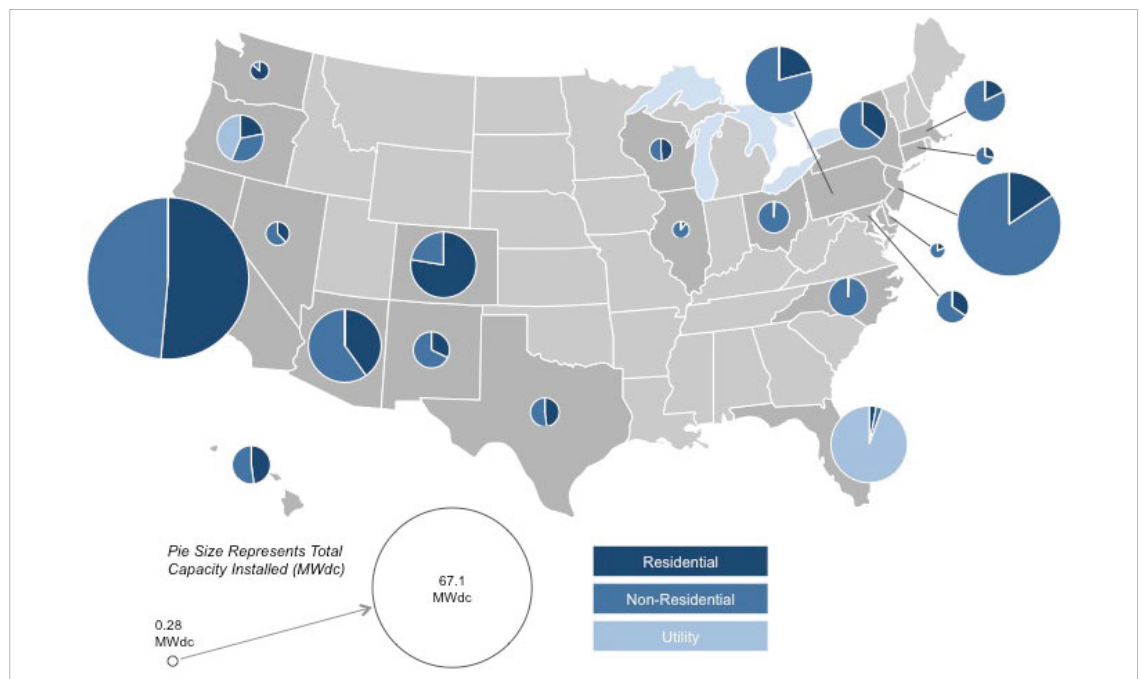 Pie Size Represents Total
Capacity Installed (MWdc)
0.28
MWdc
67.1
MWdc
Residential
Non-Residential
Utility